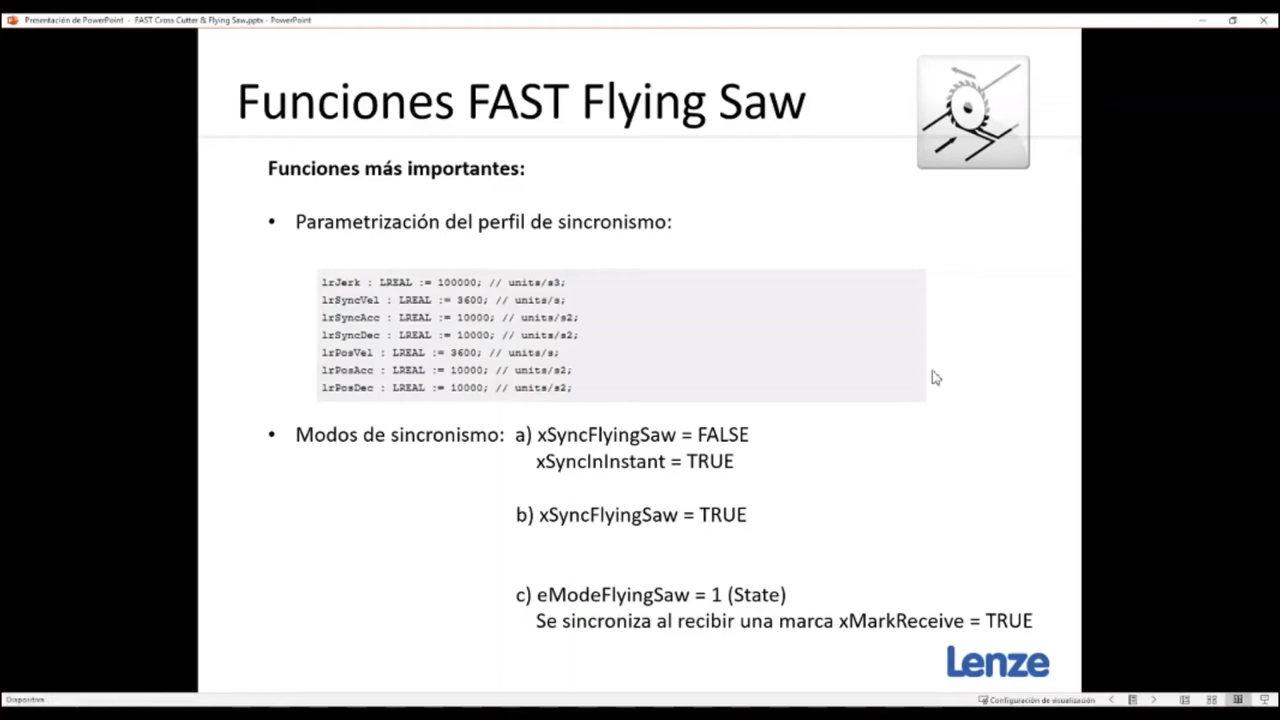 Presentación de PowerPoint - FAST Cross Cutter & Flying Saw.pptx - PowerPoint
Funciones FAST Flying Saw
Funciones más importantes:
• Parametrización del perfil de sincronismo:
lrJerk : LREAL := 100000; // units/s3;
lrSyncVel : LREAL := 3600; // units/s;
lrSyncAcc : LREAL := 10000; // units/s2;
lrSyncDec : LREAL := 10000; // units/s2;
lrPosVel : LREAL := 3600; // units/s;
lrPosAcc : LREAL := 10000; // units/s2;
lrPosDec : LREAL := 10000; // units/s2;
• Modos de sincronismo: a) xSyncFlyingSaw = FALSE
xSyncInInstant = TRUE
b) xSyncFlyingSaw = TRUE
c) eModeFlyingSaw = 1 (State)
Se sincroniza al recibir una marca xMarkReceive = TRUE
Lenze
Diapositiva
Configuración de visualización